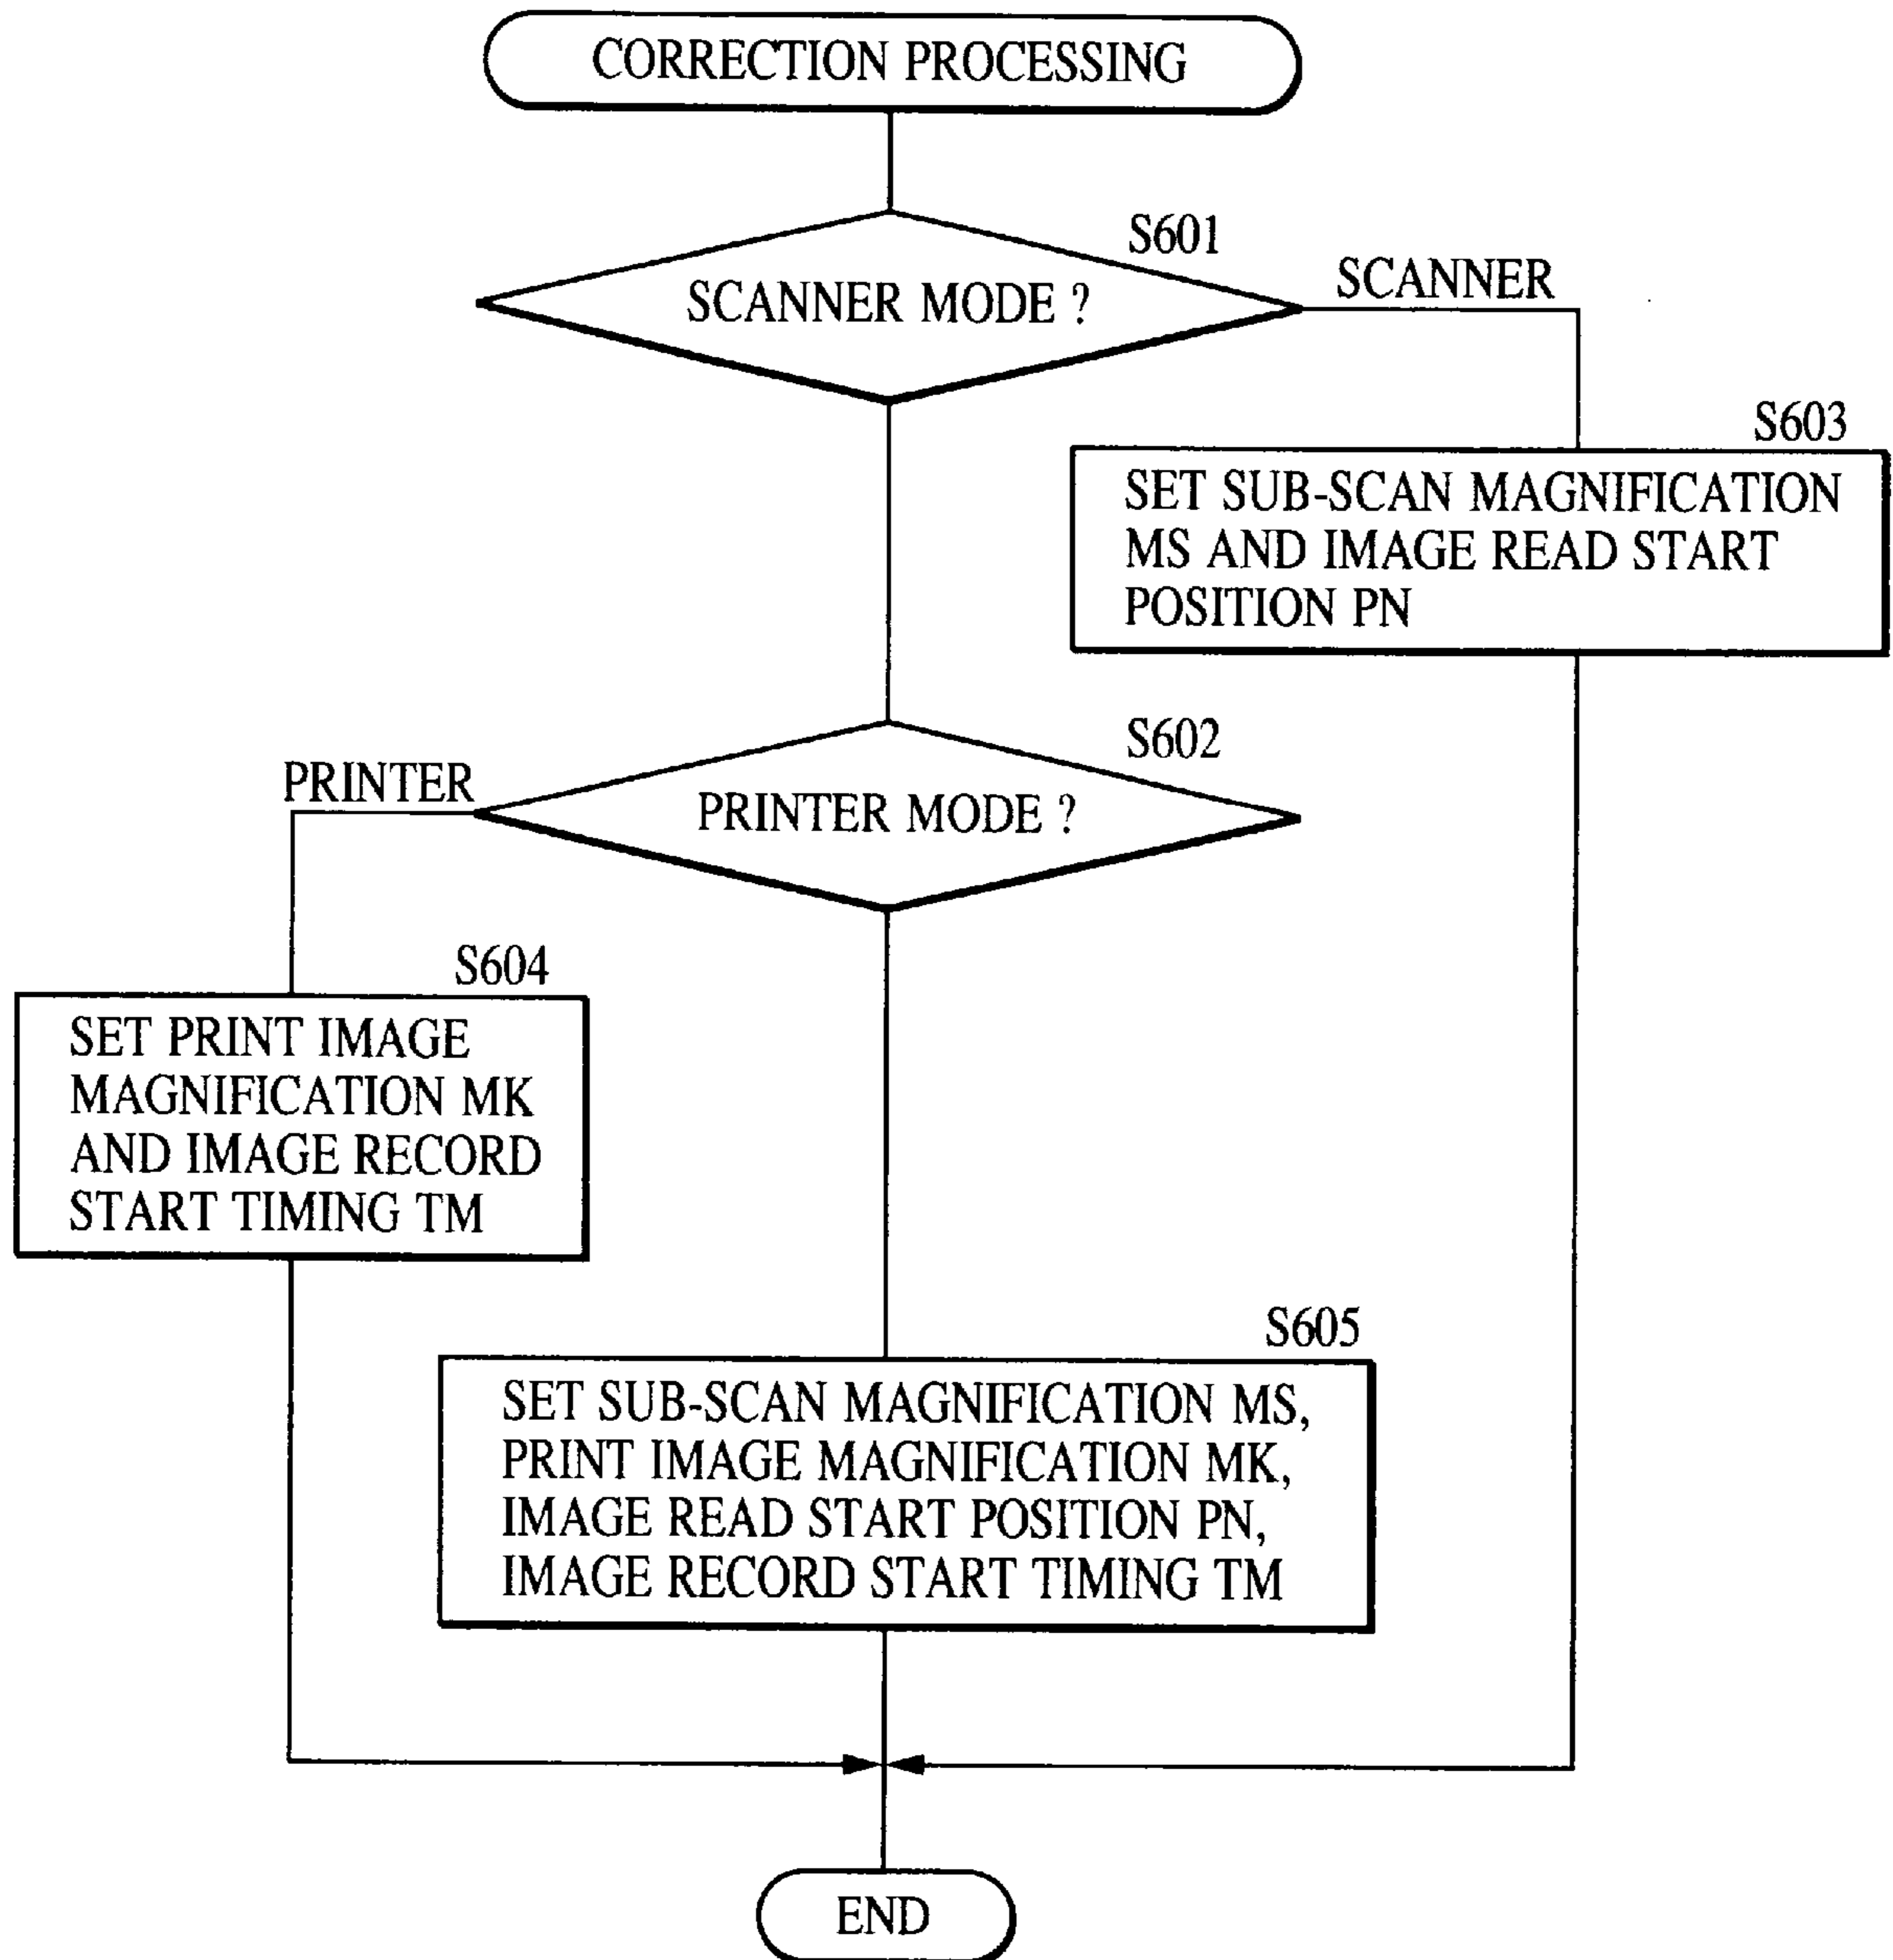 CORRECTION PROCESSING
S601
SCANNER MODE ?
SCANNER
S603
SET SUB-SCAN MAGNIFICATION
MS AND IMAGE READ START
POSITION PN
S602
PRINTER
PRINTER MODE ?
S604
SET PRINT IMAGE
MAGNIFICATION MK
AND IMAGE RECORD
START TIMING TM
S605
SET SUB-SCAN MAGNIFICATION MS,
PRINT IMAGE MAGNIFICATION MK,
IMAGE READ START POSITION PN,
IMAGE RECORD START TIMING TM
END